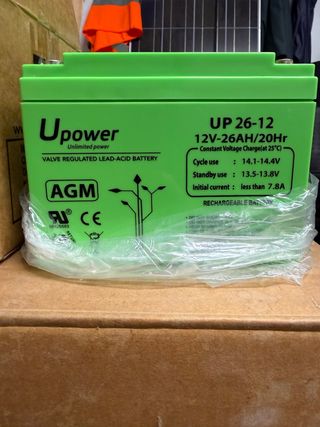 Upower
Unlimited power
VALVE REGULATED LEAD-ACID BATTERY
AGM
UP 26-12
12V-26AH/20Hr
Constant Voltage Charge(at 25°C)
Cycle use : 14.1-14.4V
Standby use : 13.5-13.8V
Initial current : less than 7.8A
RECHARGEABLE BATTERY
CE